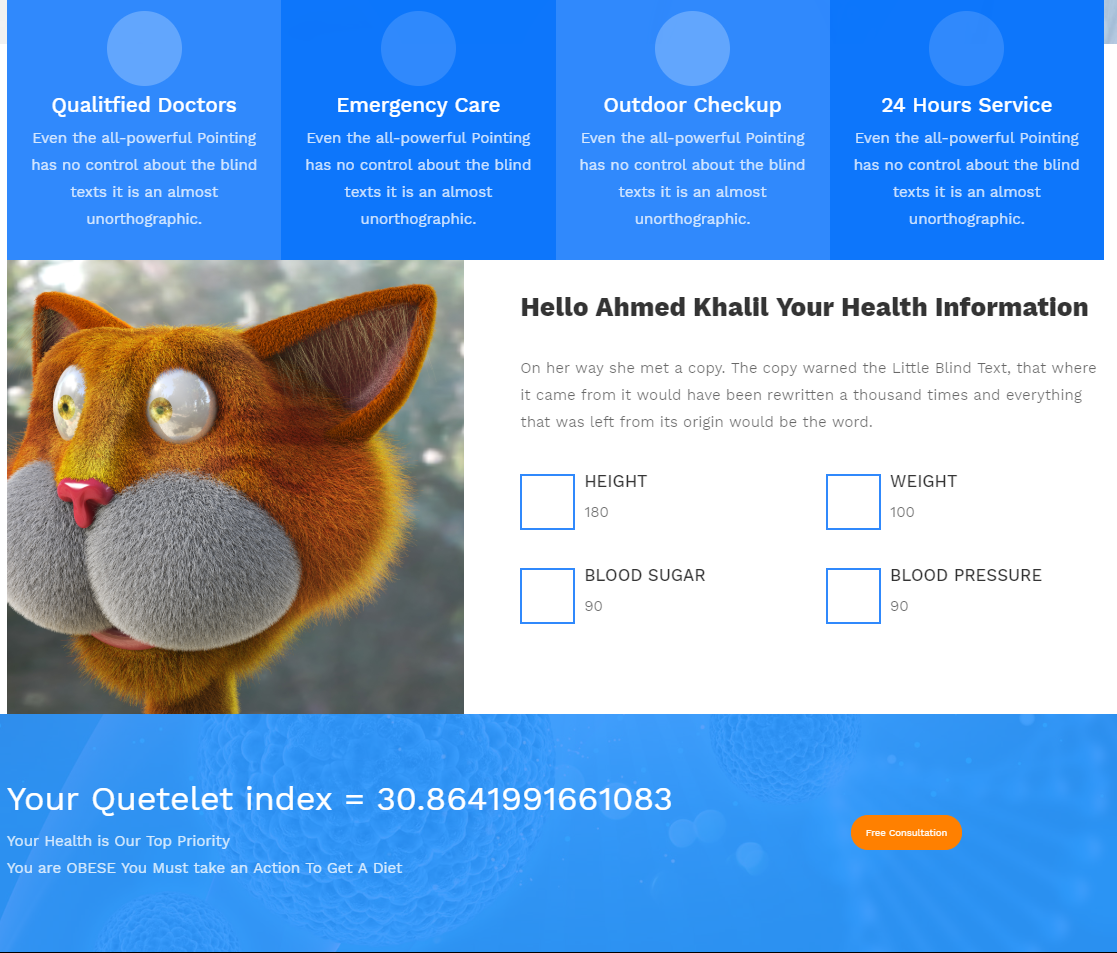 Qualitfied Doctors
Even the all-powerful Pointing
has no control about the blind
texts it is an almost
unorthographic.
Emergency Care
Even the all-powerful Pointing
has no control about the blind
texts it is an almost
unorthographic.
Outdoor Checkup
Even the all-powerful Pointing
has no control about the blind
texts it is an almost
unorthographic.
24 Hours Service
Even the all-powerful Pointing
has no control about the blind
texts it is an almost
unorthographic.
Hello Ahmed Khalil Your Health Information
On her way she met a copy. The copy warned the Little Blind Text, that where
it came from it would have been rewritten a thousand times and everything
that was left from its origin would be the word.
HEIGHT
180
WEIGHT
100
BLOOD SUGAR
90
BLOOD PRESSURE
90
Your Quetelet index = 30.8641991661083
Your Health is Our Top Priority
You are OBESE You Must take an Action To Get A Diet
Free Consultation